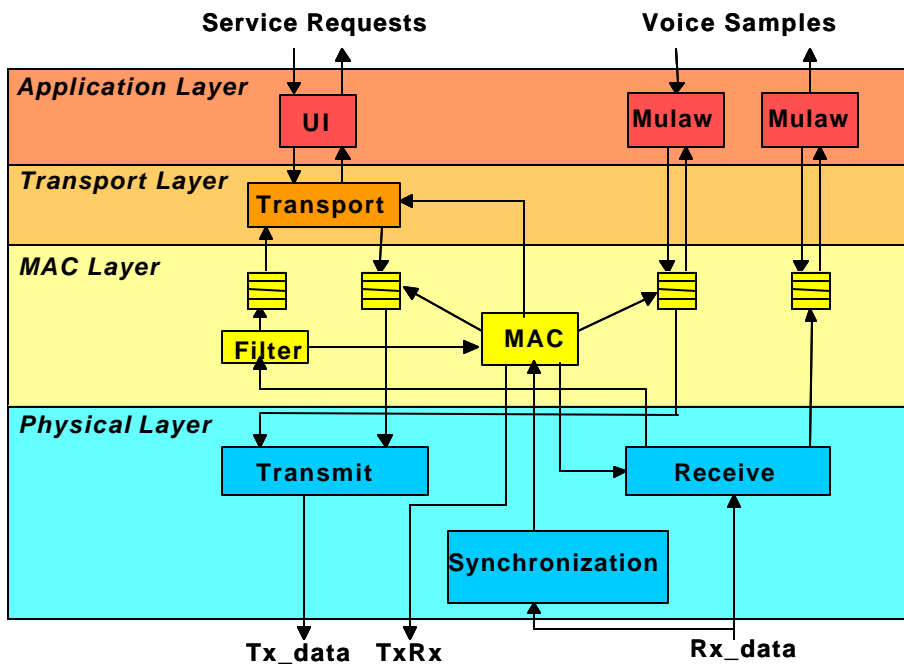 Service Requests
Voice Samples
Application Layer
UI
Mulaw
Mulaw
Transport Layer
Transport
MAC Layer
MAC
Filter
Physical Layer
Transmit
Receive
Synchronization
Tx_data
TxRx
Rx_data